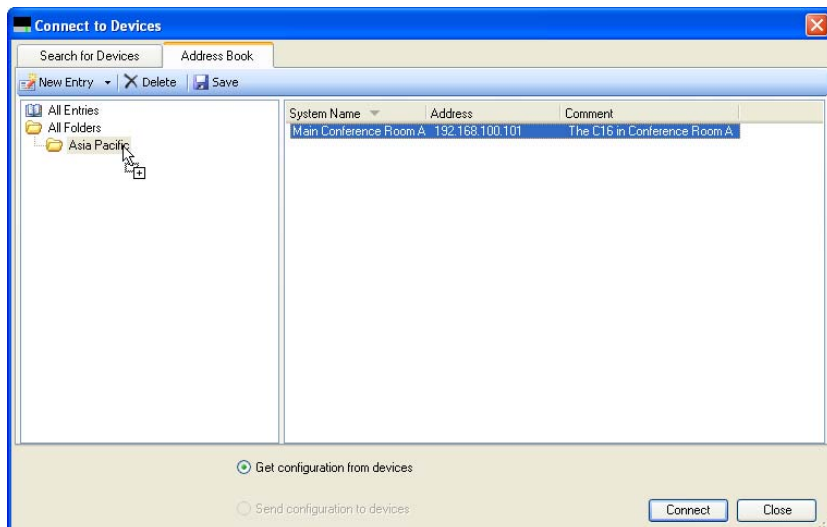 Connect to Devices
Search for Devices Address Book
New Entry Delete Save
All Entries
All Folders
Asia Pacific
System Name Address Comment
Main Conference Room A 192.168.100.101 The C16 in Conference Room A
Get configuration from devices
Send configuration to devices
Connect Close